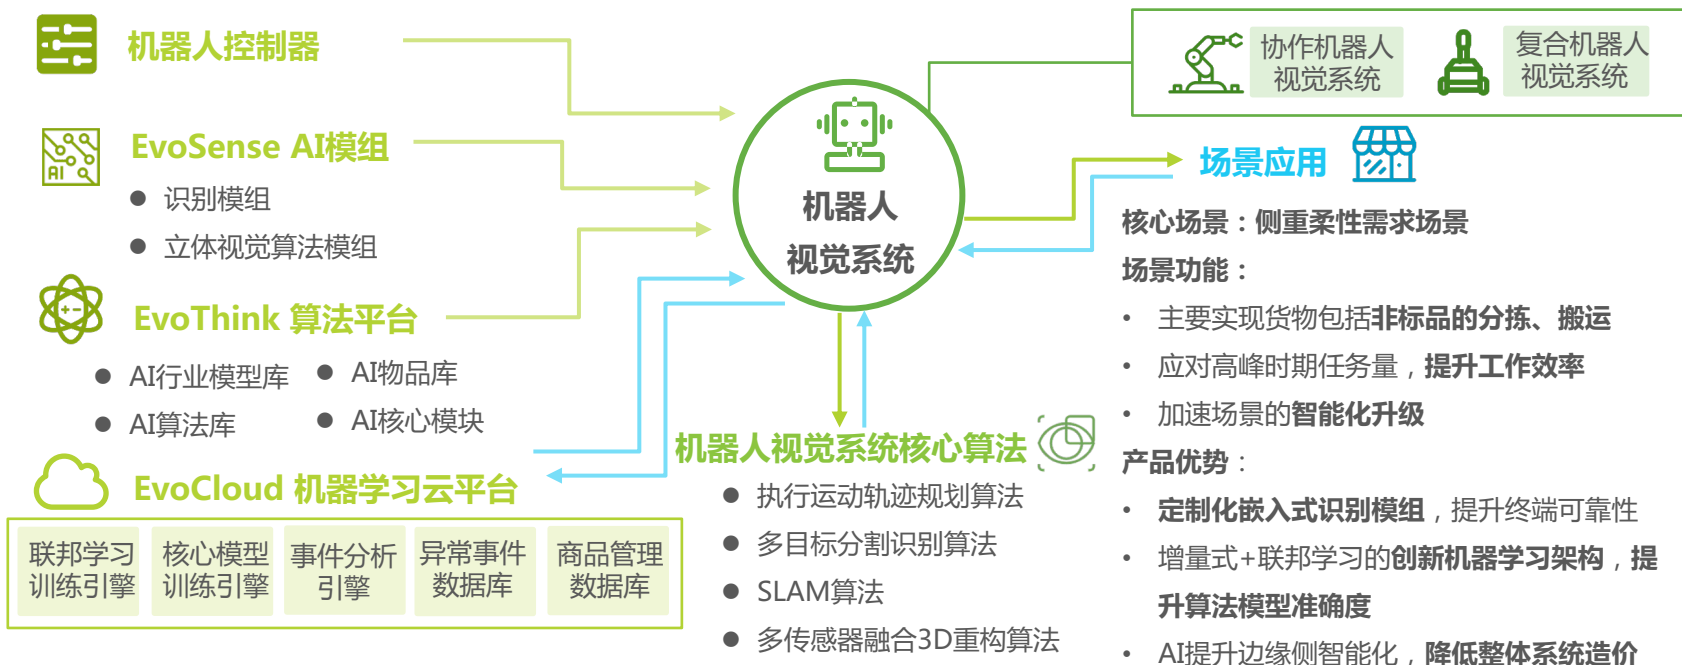 机器人控制器
EvoSense AI模组
● 识别模组
● 立体视觉算法模组
EvoThink 算法平台
● AI行业模型库
● AI物品库
● AI算法库
● AI核心模块
EvoCloud 机器学习云平台
联邦学习
训练引擎
核心模型
训练引擎
事件分析
引擎
异常事件
数据库
商品管理
数据库
机器人
视觉系统
机器人视觉系统核心算法
● 执行运动轨迹规划算法
● 多目标分割识别算法
● SLAM算法
● 多传感器融合3D重构算法
协作机器人
视觉系统
复合机器人
视觉系统
场景应用
核心场景：侧重柔性需求场景
场景功能：
• 主要实现货物包括非标品的分拣、搬运
• 应对高峰时期任务量，提升工作效率
• 加速场景的智能化升级
产品优势：
• 定制化嵌入式识别模组，提升终端可靠性
• 增量式+联邦学习的创新机器学习架构，提
升算法模型准确度
• AI提升边缘侧智能化，降低整体系统造价
AI